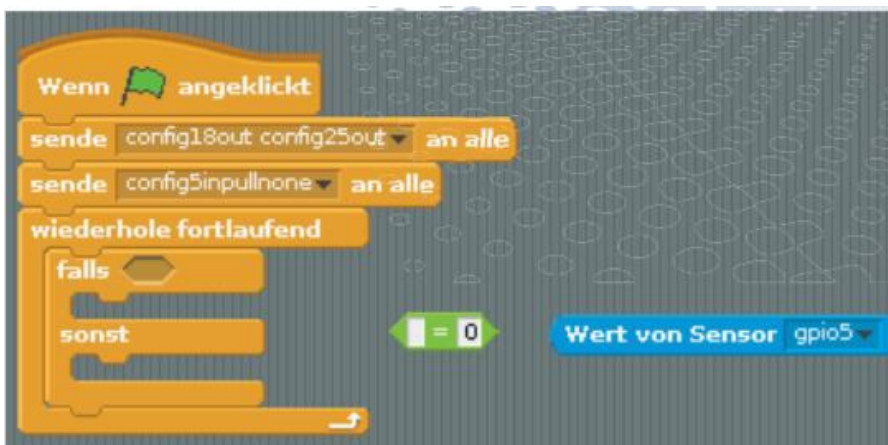 Wenn angeklickt
sende config18out config25out an alle
sende config5inpullnone an alle
wiederhole fortlaufend
falls
sonst
= 0
Wert von Sensor gpio5